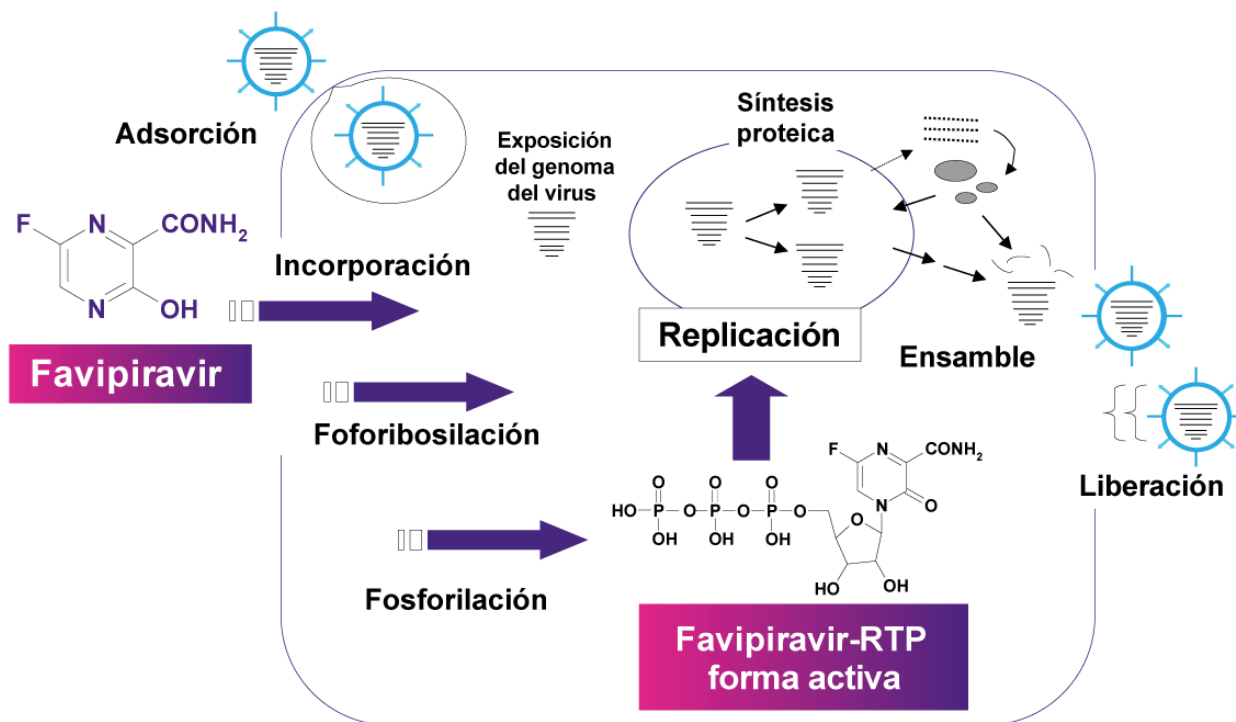 Adsorción
Exposición
del genoma
del virus
Síntesis
proteica
F
N
CONH₂
N
OH
Favipiravir
Incorporación
Replicación
Ensamble
Foforibosilación
Liberación
F
N
CONH₂
N
O
O
O
O
HO P O P O P O
OH
OH
OH
O
HO
OH
Fosforilación
Favipiravir-RTP
forma activa